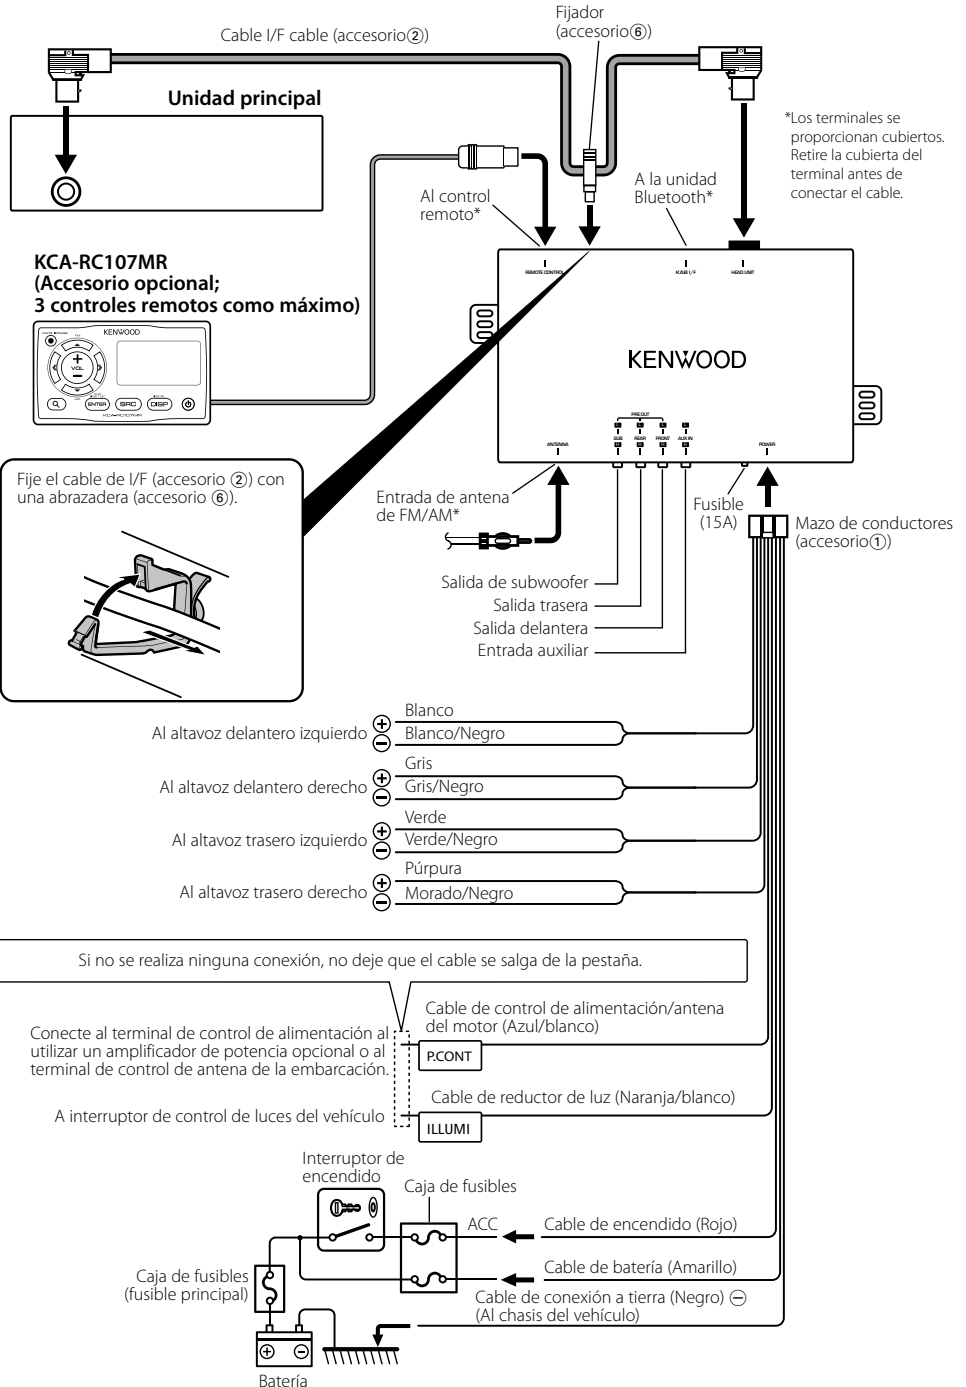 Cable I/F cable (accesorio②)
Fijador
(accesorio⑥)
Unidad principal
*Los terminales se
proporcionan cubiertos.
Retire la cubierta del
terminal antes de
conectar el cable.
Al control
remoto*
A la unidad
Bluetooth*
KCA-RC107MR
(Accesorio opcional;
3 controles remotos como máximo)
REMOTE CONTROL
KAB I/F
HEAD UNIT
KENWOOD
VOL
ENTER
SRC
DISP
KCA-RC107MR
KENWOOD
PREOUT
SUB
REAR
FRONT
AUX IN
ANTENNA
POWER
Fije el cable de I/F (accesorio ②) con
una abrazadera (accesorio ⑥).
Entrada de antena
de FM/AM*
Fusible
(15A)
Mazo de conductores
(accesorio①)
Salida de subwoofer
Salida trasera
Salida delantera
Entrada auxiliar
Al altavoz delantero izquierdo
⊕ Blanco
⊖ Blanco/Negro
Al altavoz delantero derecho
⊕ Gris
⊖ Gris/Negro
Al altavoz trasero izquierdo
⊕ Verde
⊖ Verde/Negro
Al altavoz trasero derecho
⊕ Púrpura
⊖ Morado/Negro
Si no se realiza ninguna conexión, no deje que el cable se salga de la pestaña.
Conecte al terminal de control de alimentación al
utilizar un amplificador de potencia opcional o al
terminal de control de antena de la embarcación.
Cable de control de alimentación/antena
del motor (Azul/blanco)
P.CONT
A interruptor de control de luces del vehículo
Cable de reductor de luz (Naranja/blanco)
ILLUMI
Interruptor de
encendido
Caja de fusibles
ACC
Cable de encendido (Rojo)
Caja de fusibles
(fusible principal)
Cable de batería (Amarillo)
Cable de conexión a tierra (Negro) ⊖
(Al chasis del vehículo)
⊕ ⊖
Batería